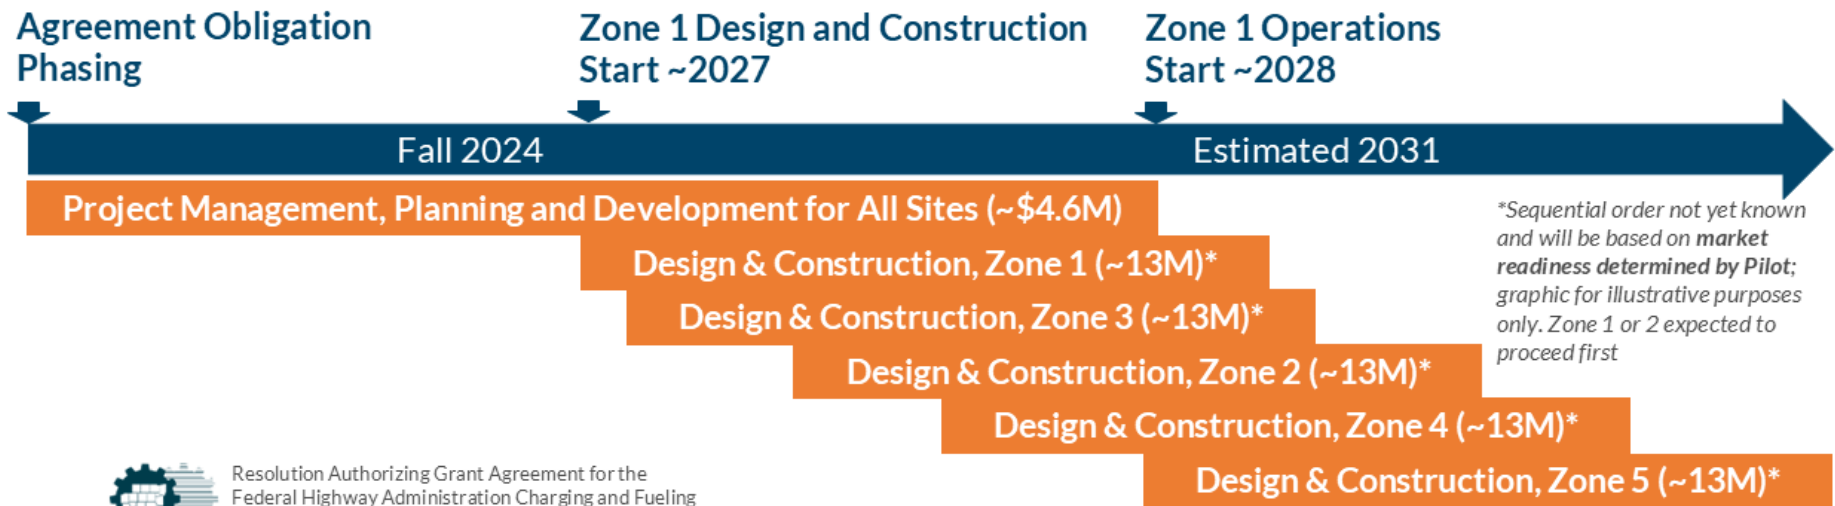 Agreement Obligation
Phasing
Zone 1 Design and Construction
Start ~2027
Zone 1 Operations
Start ~2028
Fall 2024
Estimated 2031
Project Management, Planning and Development for All Sites (~$4.6M)
Design & Construction, Zone 1 (~13M)*
Design & Construction, Zone 3 (~13M)*
Design & Construction, Zone 2 (~13M)*
Design & Construction, Zone 4 (~13M)*
Design & Construction, Zone 5 (~13M)*
*Sequential order not yet known
and will be based on market
readiness determined by Pilot;
graphic for illustrative purposes
only. Zone 1 or 2 expected to
proceed first
Resolution Authorizing Grant Agreement for the
Federal Highway Administration Charging and Fueling